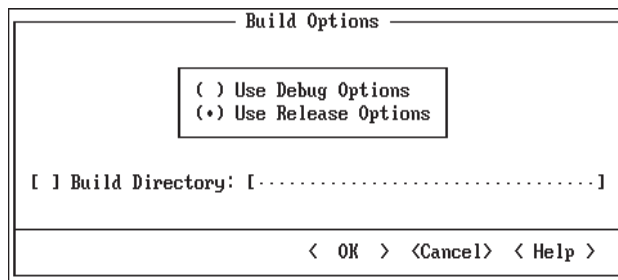 Build Options
( ) Use Debug Options
(•) Use Release Options
[ ] Build Directory: [·································]
< OK > <Cancel> < Help >